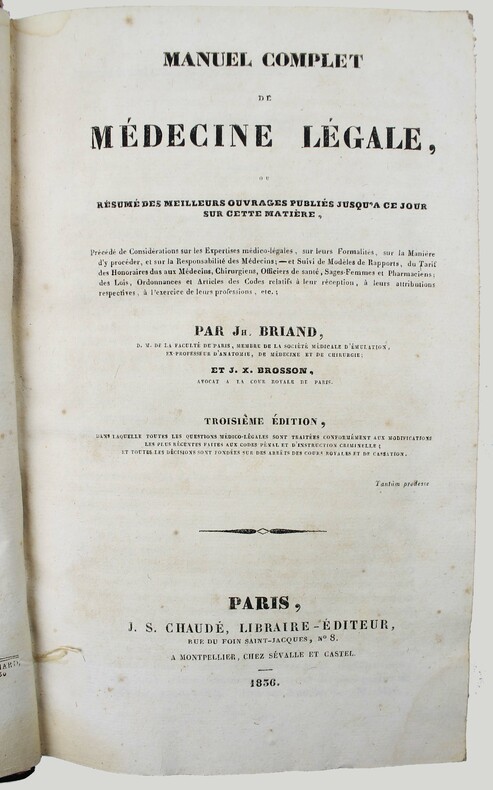 MANUEL COMPLET
DE
MÉDECINE LÉGALE,
OU
RÉSUMÉ DES MEILLEURS OUVRAGES PUBLIÉS JUSQU'A CE JOUR
SUR CETTE MATIÈRE,
Précédé de Considérations sur les Expertises médico-légales, sur leurs Formalités, sur la Manière
d'y procéder, et sur la Responsabilité des Médecins; — et Suivi de Modèles de Rapports, du Tarif
des Honoraires dus aux Médecins, Chirurgiens, Officiers de santé, Sages-Femmes et Pharmaciens;
des Lois, Ordonnances et Articles des Codes relatifs à leur réception, à leurs attributions
respectives, à l'exercice de leurs professions, etc.;
PAR JH. BRIAND,
D. M. DE LA FACULTÉ DE PARIS, MEMBRE DE LA SOCIÉTÉ MÉDICALE D'ÉMULATION,
EX-PROFESSEUR D'ANATOMIE, DE MÉDECINE ET DE CHIRURGIE;
ET J. X. BROSSON,
AVOCAT A LA COUR ROYALE DE PARIS.
TROISIÈME ÉDITION,
DANS LAQUELLE TOUTES LES QUESTIONS MÉDICO-LÉGALES SONT TRAITÉES CONFORMÉMENT AUX MODIFICATIONS
LES PLUS RÉCENTES FAITES AUX CODES PÉNAL ET D'INSTRUCTION CRIMINELLE;
ET TOUTES LES DÉCISIONS SONT FONDÉES SUR DES ARRÊTS DES COURS ROYALES ET DE CASSATION.
Tantùm prodesse
PARIS,
J. S. CHAUDÉ, LIBRAIRE-ÉDITEUR,
RUE DU FOIN SAINT-JACQUES, No 8.
A MONTPELLIER, CHEZ SÉVALLE ET CASTEL.
1836.